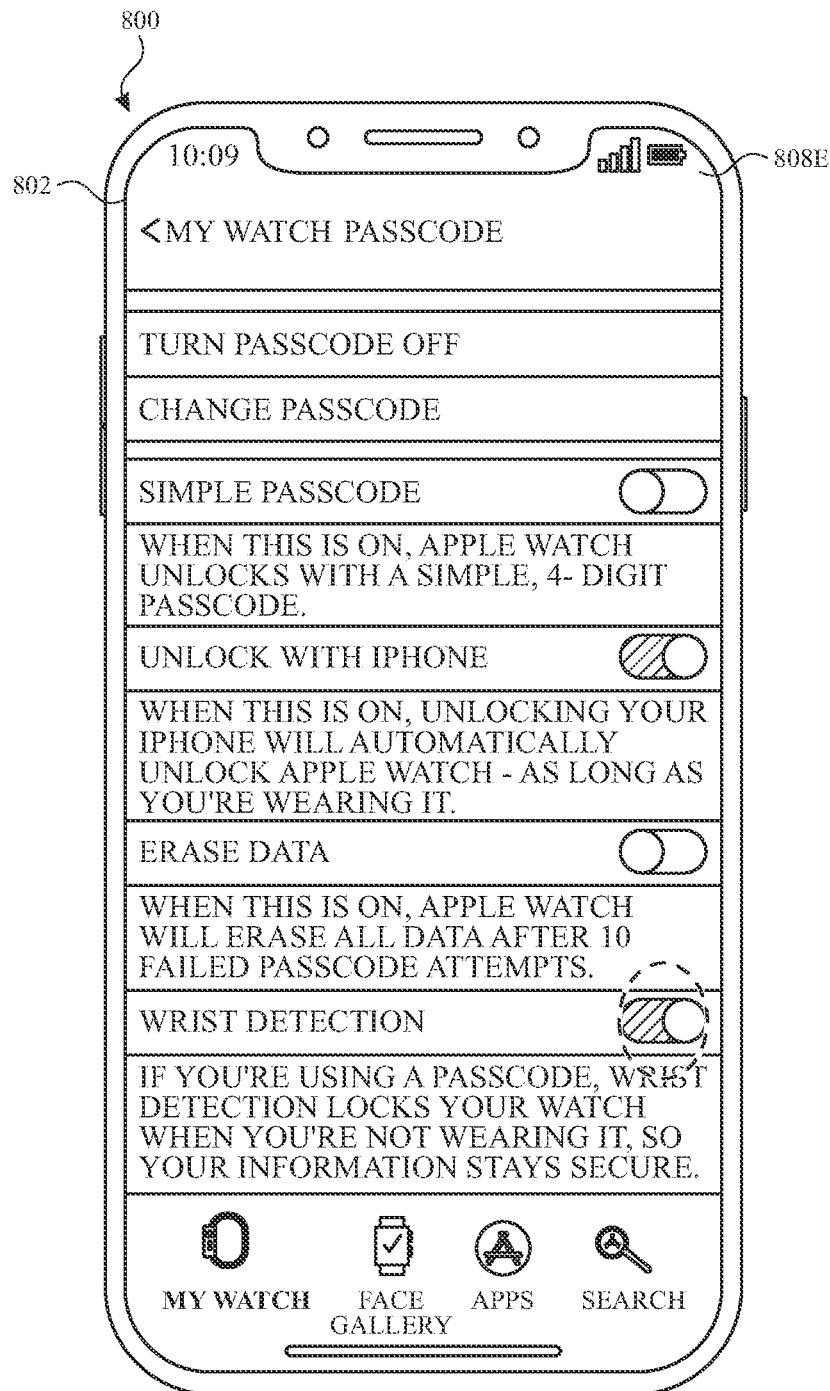 800
10:09
808E
802
<MY WATCH PASSCODE
TURN PASSCODE OFF
CHANGE PASSCODE
SIMPLE PASSCODE
WHEN THIS IS ON, APPLE WATCH
UNLOCKS WITH A SIMPLE, 4- DIGIT
PASSCODE.
UNLOCK WITH IPHONE
WHEN THIS IS ON, UNLOCKING YOUR
IPHONE WILL AUTOMATICALLY
UNLOCK APPLE WATCH - AS LONG AS
YOU'RE WEARING IT.
ERASE DATA
WHEN THIS IS ON, APPLE WATCH
WILL ERASE ALL DATA AFTER 10
FAILED PASSCODE ATTEMPTS.
WRIST DETECTION
IF YOU'RE USING A PASSCODE, WRIST
DETECTION LOCKS YOUR WATCH
WHEN YOU'RE NOT WEARING IT, SO
YOUR INFORMATION STAYS SECURE.
MY WATCH FACE APPS SEARCH
GALLERY